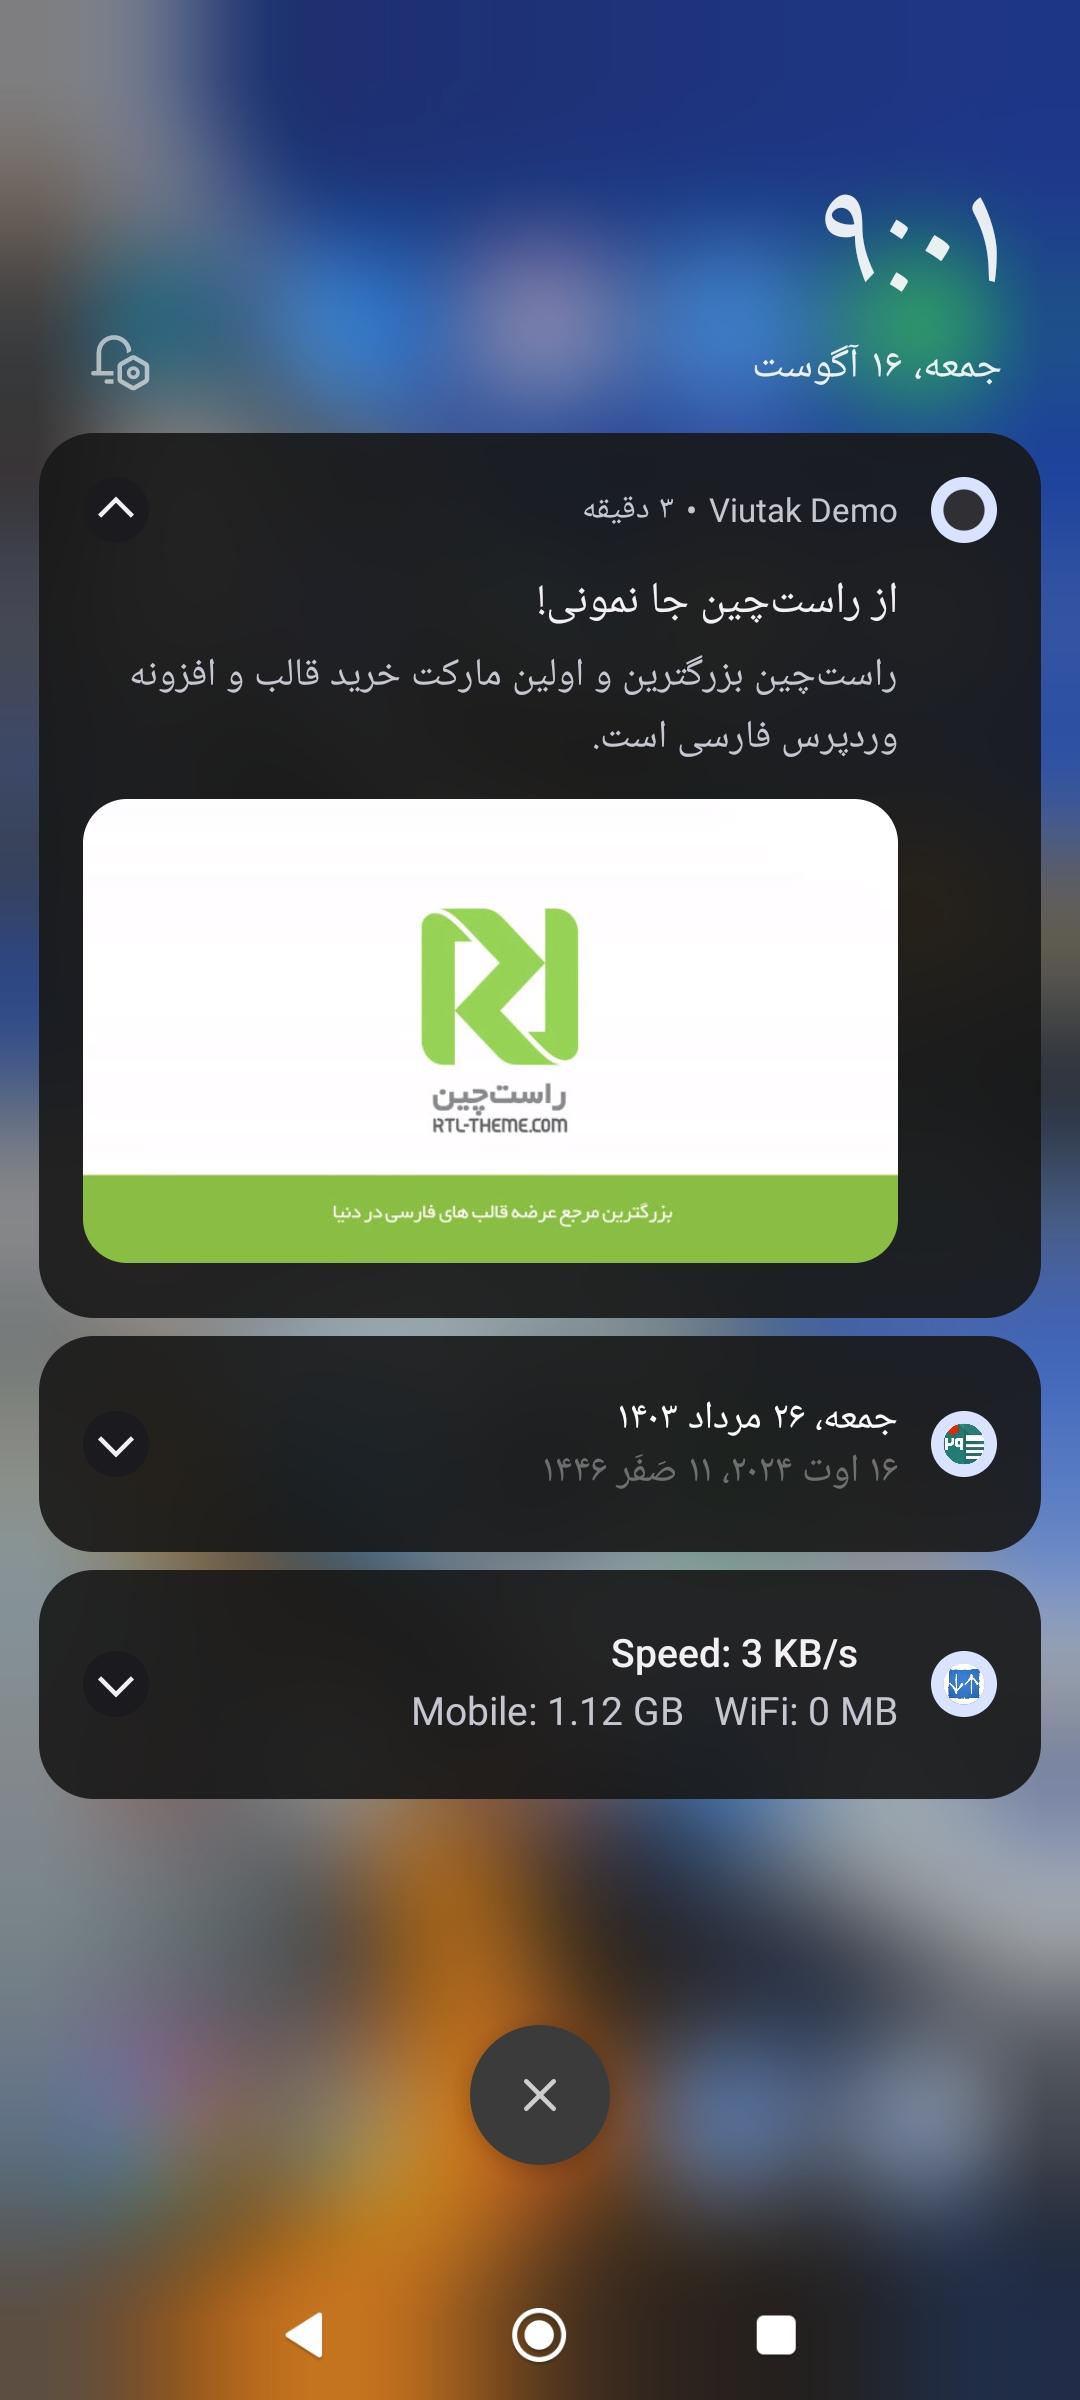 ۹:۰۱
جمعه، ۱۶ آگوست
Viutak Demo • ۳ دقیقه
از راست‌چین جا نمونی!
راست‌چین بزرگترین و اولین مارکت خرید قالب و افزونه
وردپرس فارسی است.
راست‌چین
RTL-THEME.COM
بزرگترین مرجع عرضه قالب های فارسی در دنیا
جمعه، ۲۶ مرداد ۱۴۰۳
۱۶ اوت ۲۰۲۴، ۱۱ صَفَر ۱۴۴۶
۲۹
Speed: 3 KB/s
Mobile: 1.12 GB WiFi: 0 MB